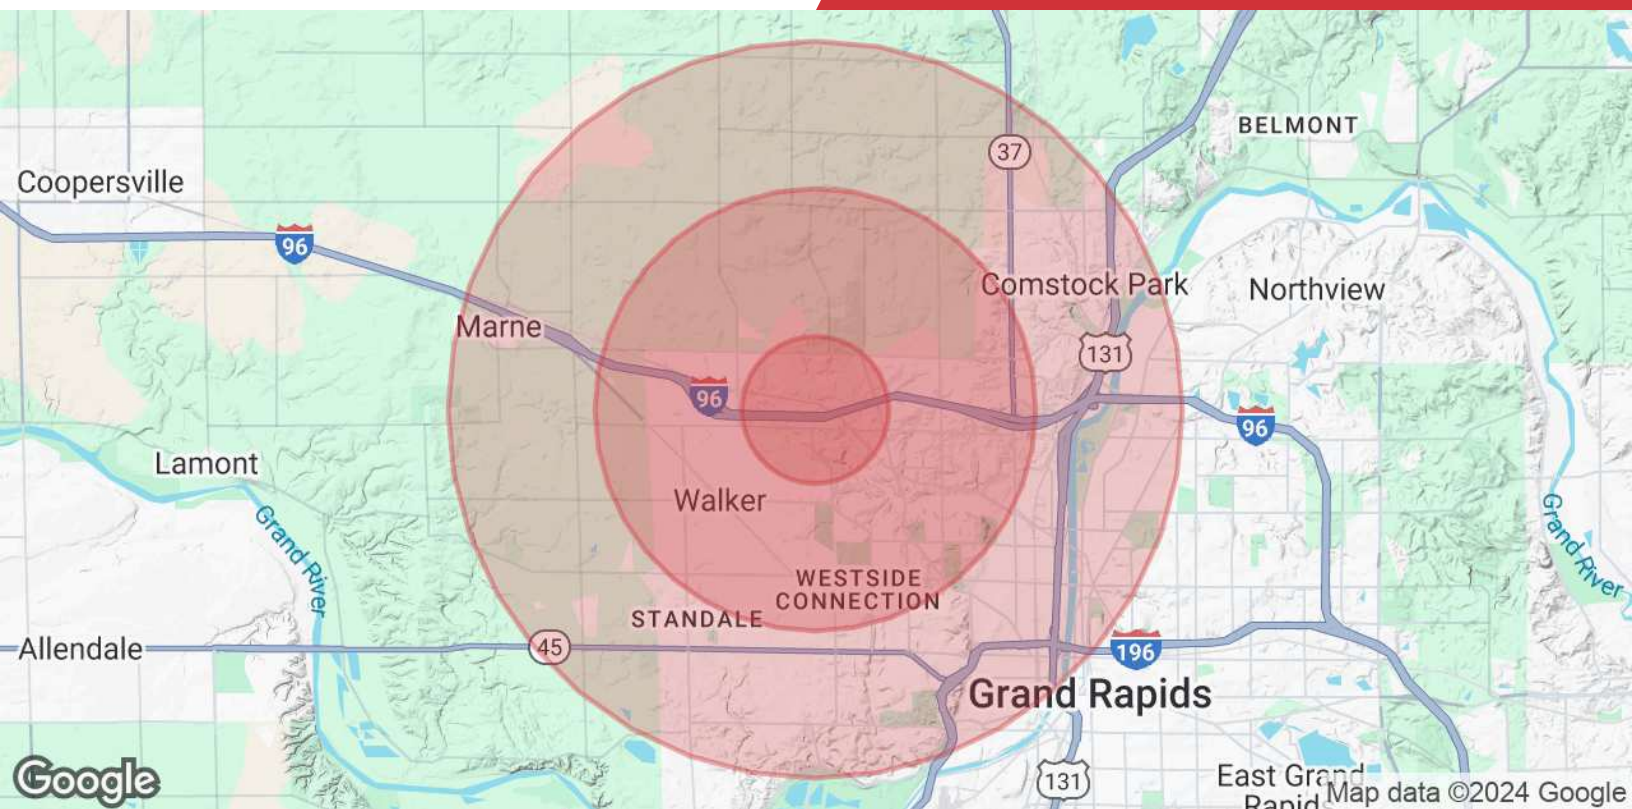 37
BELMONT
Coopersville
96
Comstock Park
Northview
Marne
131
96
96
Lamont
Walker
Grand River
Grand River
WESTSIDE
CONNECTION
STANDALE
45
Allendale
196
Grand Rapids
Google
131
East Grand
Rapids
Map data ©2024 Google